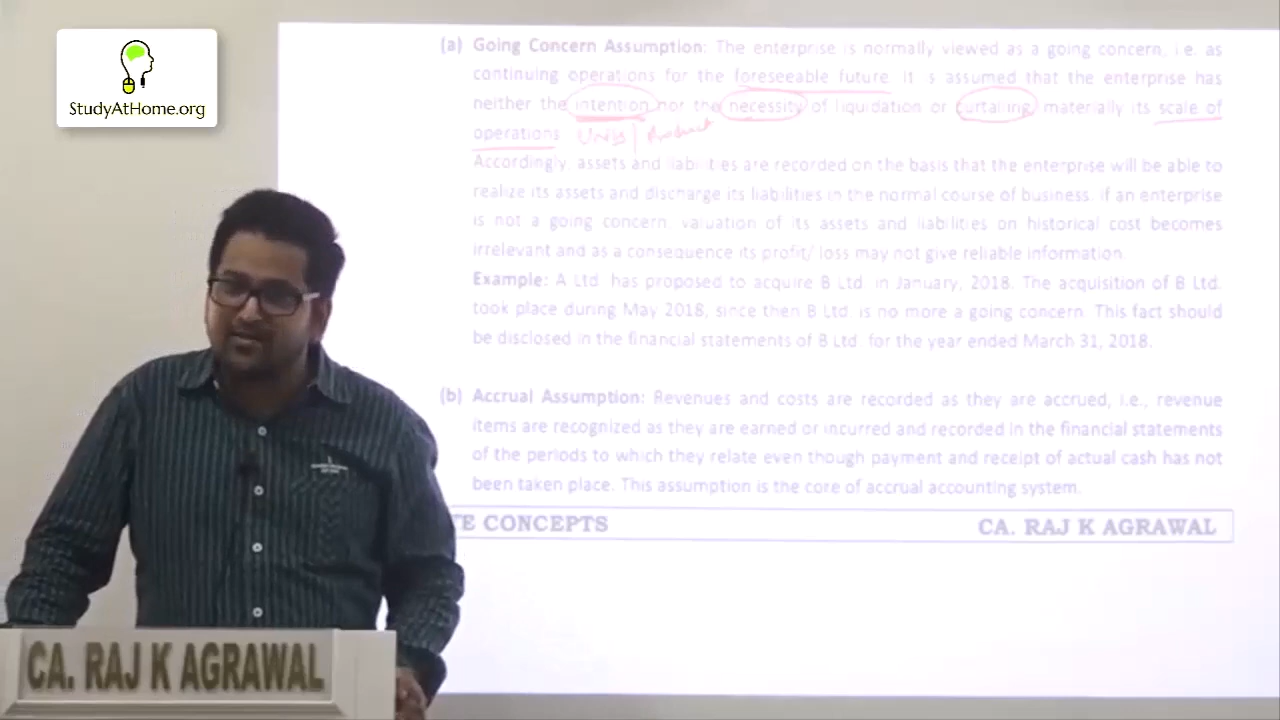 StudyAtHome.org
(a) Going Concern Assumption: The enterprise is normally viewed as a going concern, i.e. as
continuing operations for the foreseeable future. It is assumed that the enterprise has
neither the intention nor the necessity of liquidation or curtailing materially its scale of
operations Units | Product
Accordingly, assets and liabilities are recorded on the basis that the enterprise will be able to
realize its assets and discharge its liabilities in the normal course of business. If an enterprise
is not a going concern, valuation of its assets and liabilities on historical cost becomes
irrelevant and as a consequence its profit/ loss may not give reliable information.
Example: A Ltd. has proposed to acquire B Ltd. in January, 2018. The acquisition of B Ltd.
took place during May 2018, since then B Ltd. is no more a going concern. This fact should
be disclosed in the financial statements of B Ltd. for the year ended March 31, 2018.
(b) Accrual Assumption: Revenues and costs are recorded as they are accrued, i.e., revenue
items are recognized as they are earned or incurred and recorded in the financial statements
of the periods to which they relate even though payment and receipt of actual cash has not
been taken place. This assumption is the core of accrual accounting system.
TE CONCEPTS CA. RAJ K AGRAWAL
CA. RAJ K AGRAWAL